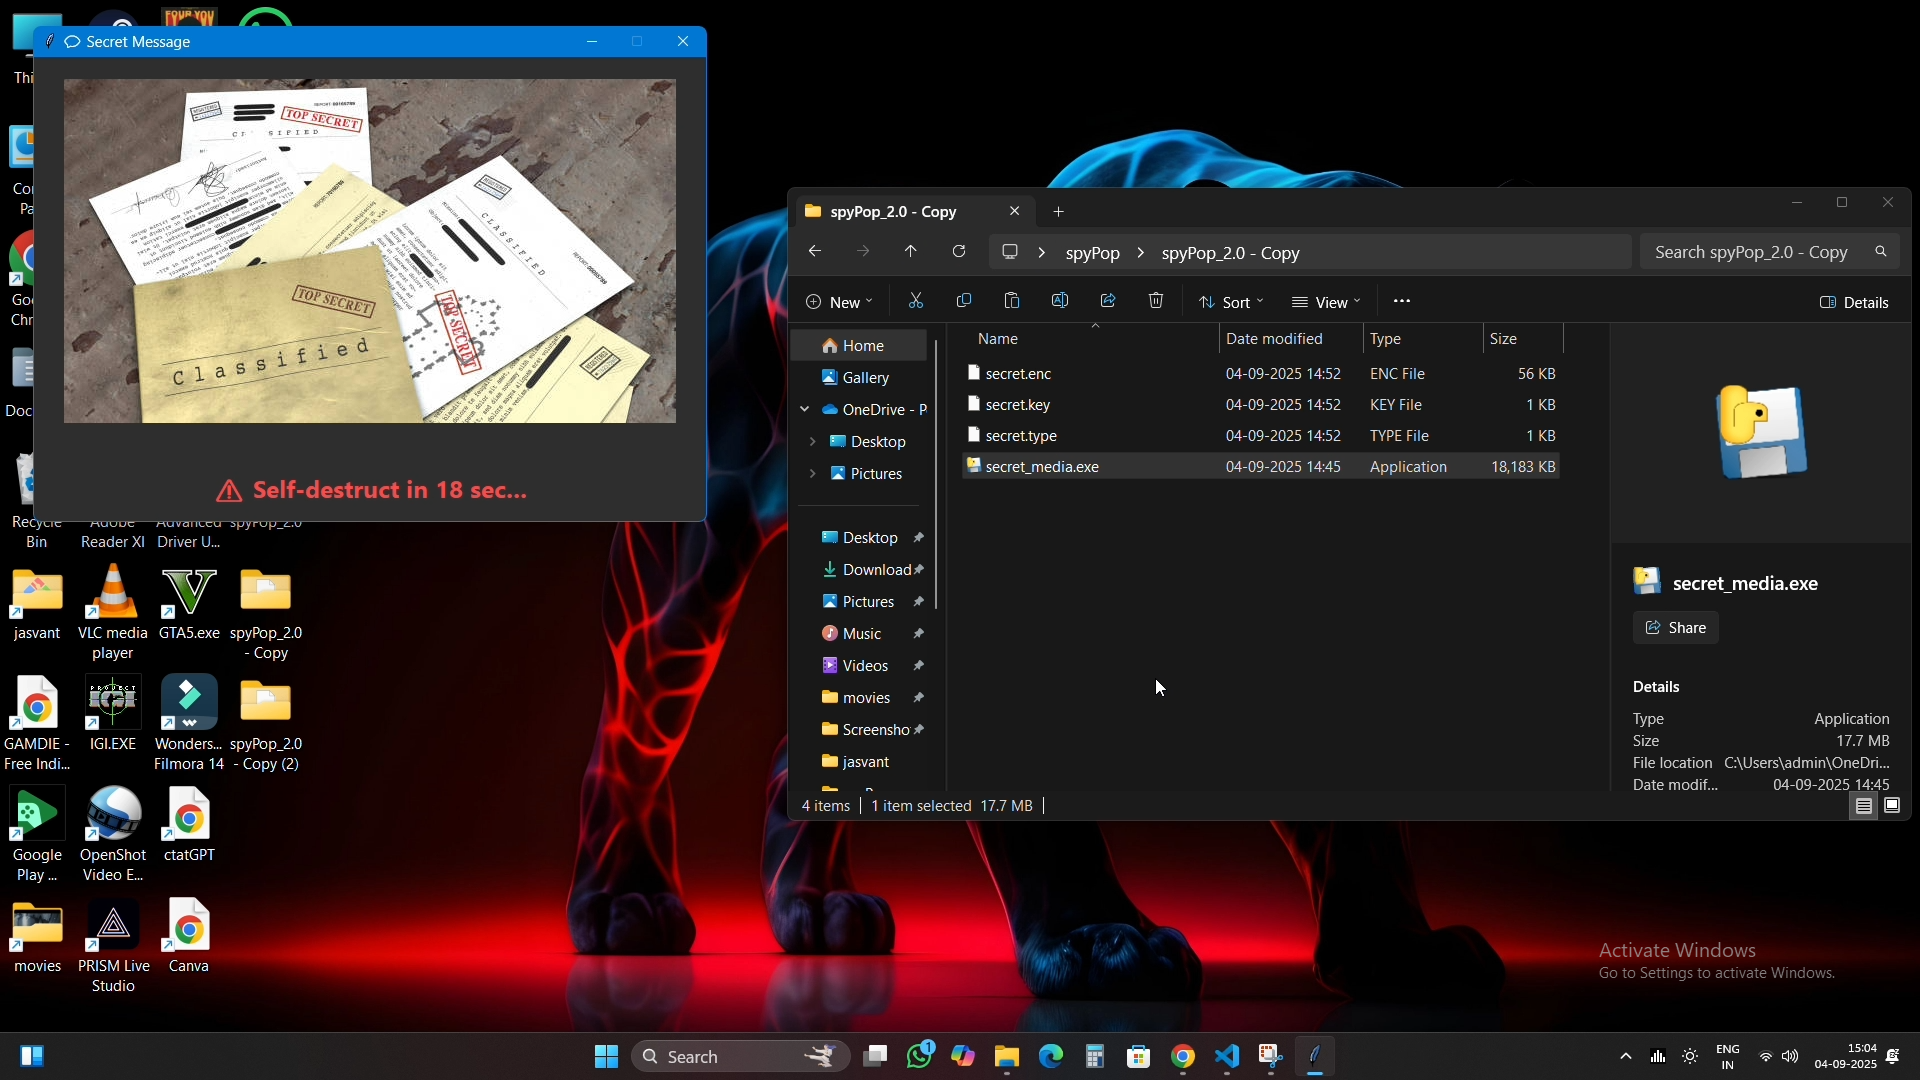 Secret Message
REGISTERED
REPORT:
TOP SECRET
CLASSIFIED
TOP SECRET
Classified
TOP SECRET
⚠ Self-destruct in 18 sec...
Recycle
Bin
Adobe
Reader XI
Advanced
Driver U...
spyPop_2.0
jasvant
VLC media
player
GTA5.exe
spyPop_2.0
- Copy
GAMDIE -
Free Indi...
IGI.EXE
Wonders...
Filmora 14
spyPop_2.0
- Copy (2)
Google
Play ...
OpenShot
Video E...
ctatGPT
movies
PRISM Live
Studio
Canva
spyPop_2.0 - Copy
spyPop > spyPop_2.0 - Copy
Search spyPop_2.0 - Copy
New
Sort
View
Details
Home
Gallery
OneDrive - P
Desktop
Pictures
Desktop
Download
Pictures
Music
Videos
movies
Screensho
jasvant
Name Date modified Type Size
secret.enc 04-09-2025 14:52 ENC File 56 KB
secret.key 04-09-2025 14:52 KEY File 1 KB
secret.type 04-09-2025 14:52 TYPE File 1 KB
secret_media.exe 04-09-2025 14:45 Application 18,183 KB
secret_media.exe
Share
Details
Type Application
Size 17.7 MB
File location C:\Users\admin\OneDri...
Date modif... 04-09-2025 14:45
4 items 1 item selected 17.7 MB
Activate Windows
Go to Settings to activate Windows.
Search
1
ENG
IN
15:04
04-09-2025